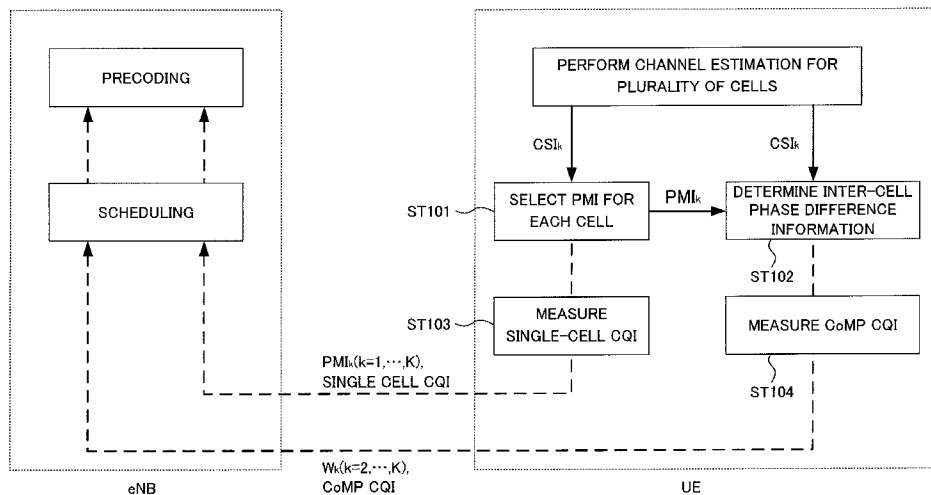 PRECODING
SCHEDULING
PERFORM CHANNEL ESTIMATION FOR
PLURALITY OF CELLS
CSIₖ
CSIₖ
ST101
SELECT PMI FOR
EACH CELL
PMIₖ
DETERMINE INTER-CELL
PHASE DIFFERENCE
INFORMATION
ST102
ST103
MEASURE
SINGLE-CELL CQI
MEASURE CoMP CQI
ST104
PMIₖ(k=1,···,K),
SINGLE CELL CQI
Wₖ(k=2,···,K),
CoMP CQI
eNB
UE